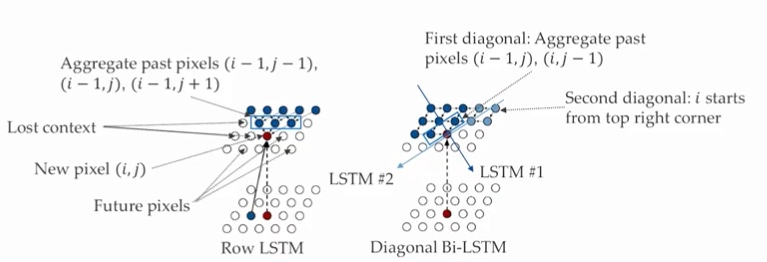 First diagonal: Aggregate past
pixels (i − 1, j), (i, j − 1)
Aggregate past pixels (i − 1, j − 1),
(i − 1, j), (i − 1, j + 1)
Second diagonal: i starts
from top right corner
Lost context
New pixel (i, j)
LSTM #2
LSTM #1
Future pixels
Row LSTM
Diagonal Bi-LSTM